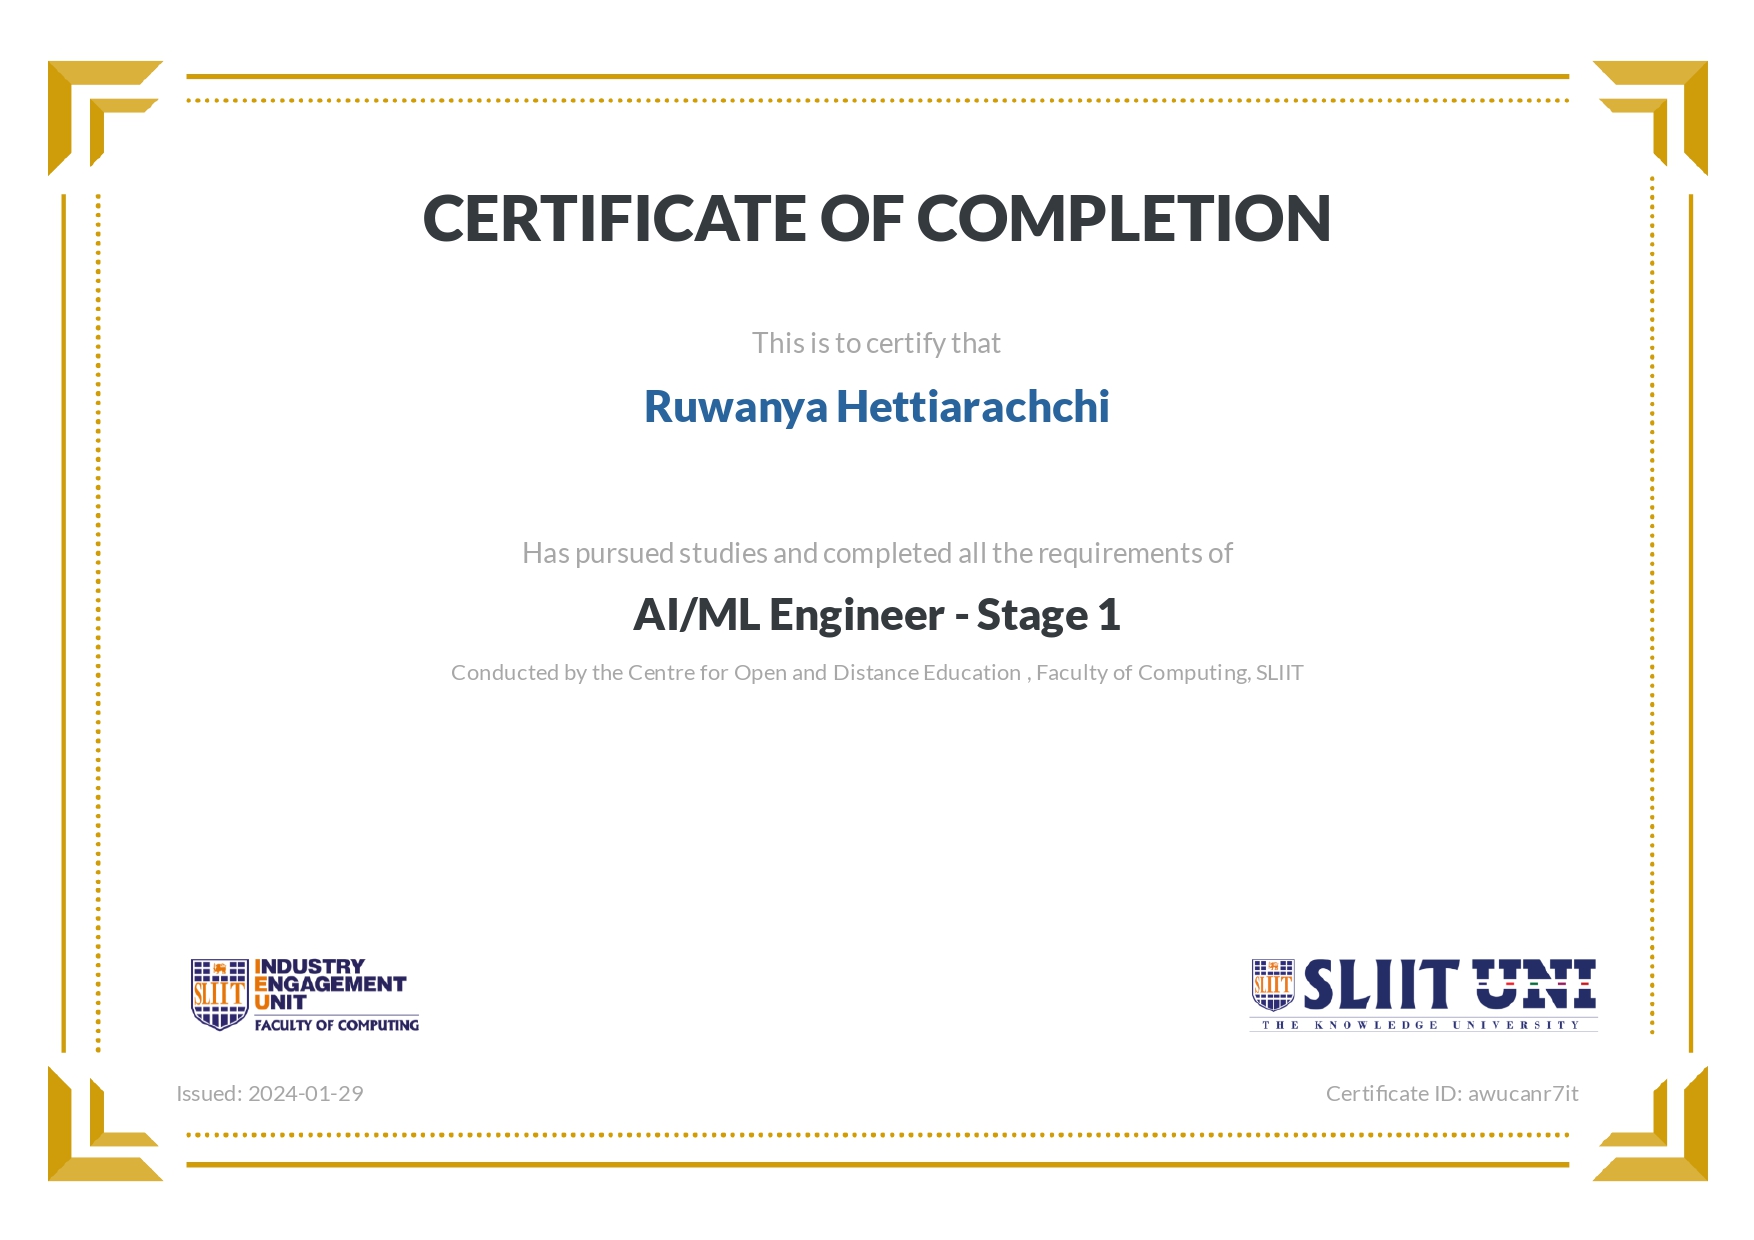 CERTIFICATE OF COMPLETION
This is to certify that
Ruwanya Hettiarachchi
Has pursued studies and completed all the requirements of
AI/ML Engineer - Stage 1
Conducted by the Centre for Open and Distance Education , Faculty of Computing, SLIIT
SLIIT
INDUSTRY
ENGAGEMENT
UNIT
FACULTY OF COMPUTING
SLIIT
SLIIT UNI
THE KNOWLEDGE UNIVERSITY
Issued: 2024-01-29
Certificate ID: awucanr7it